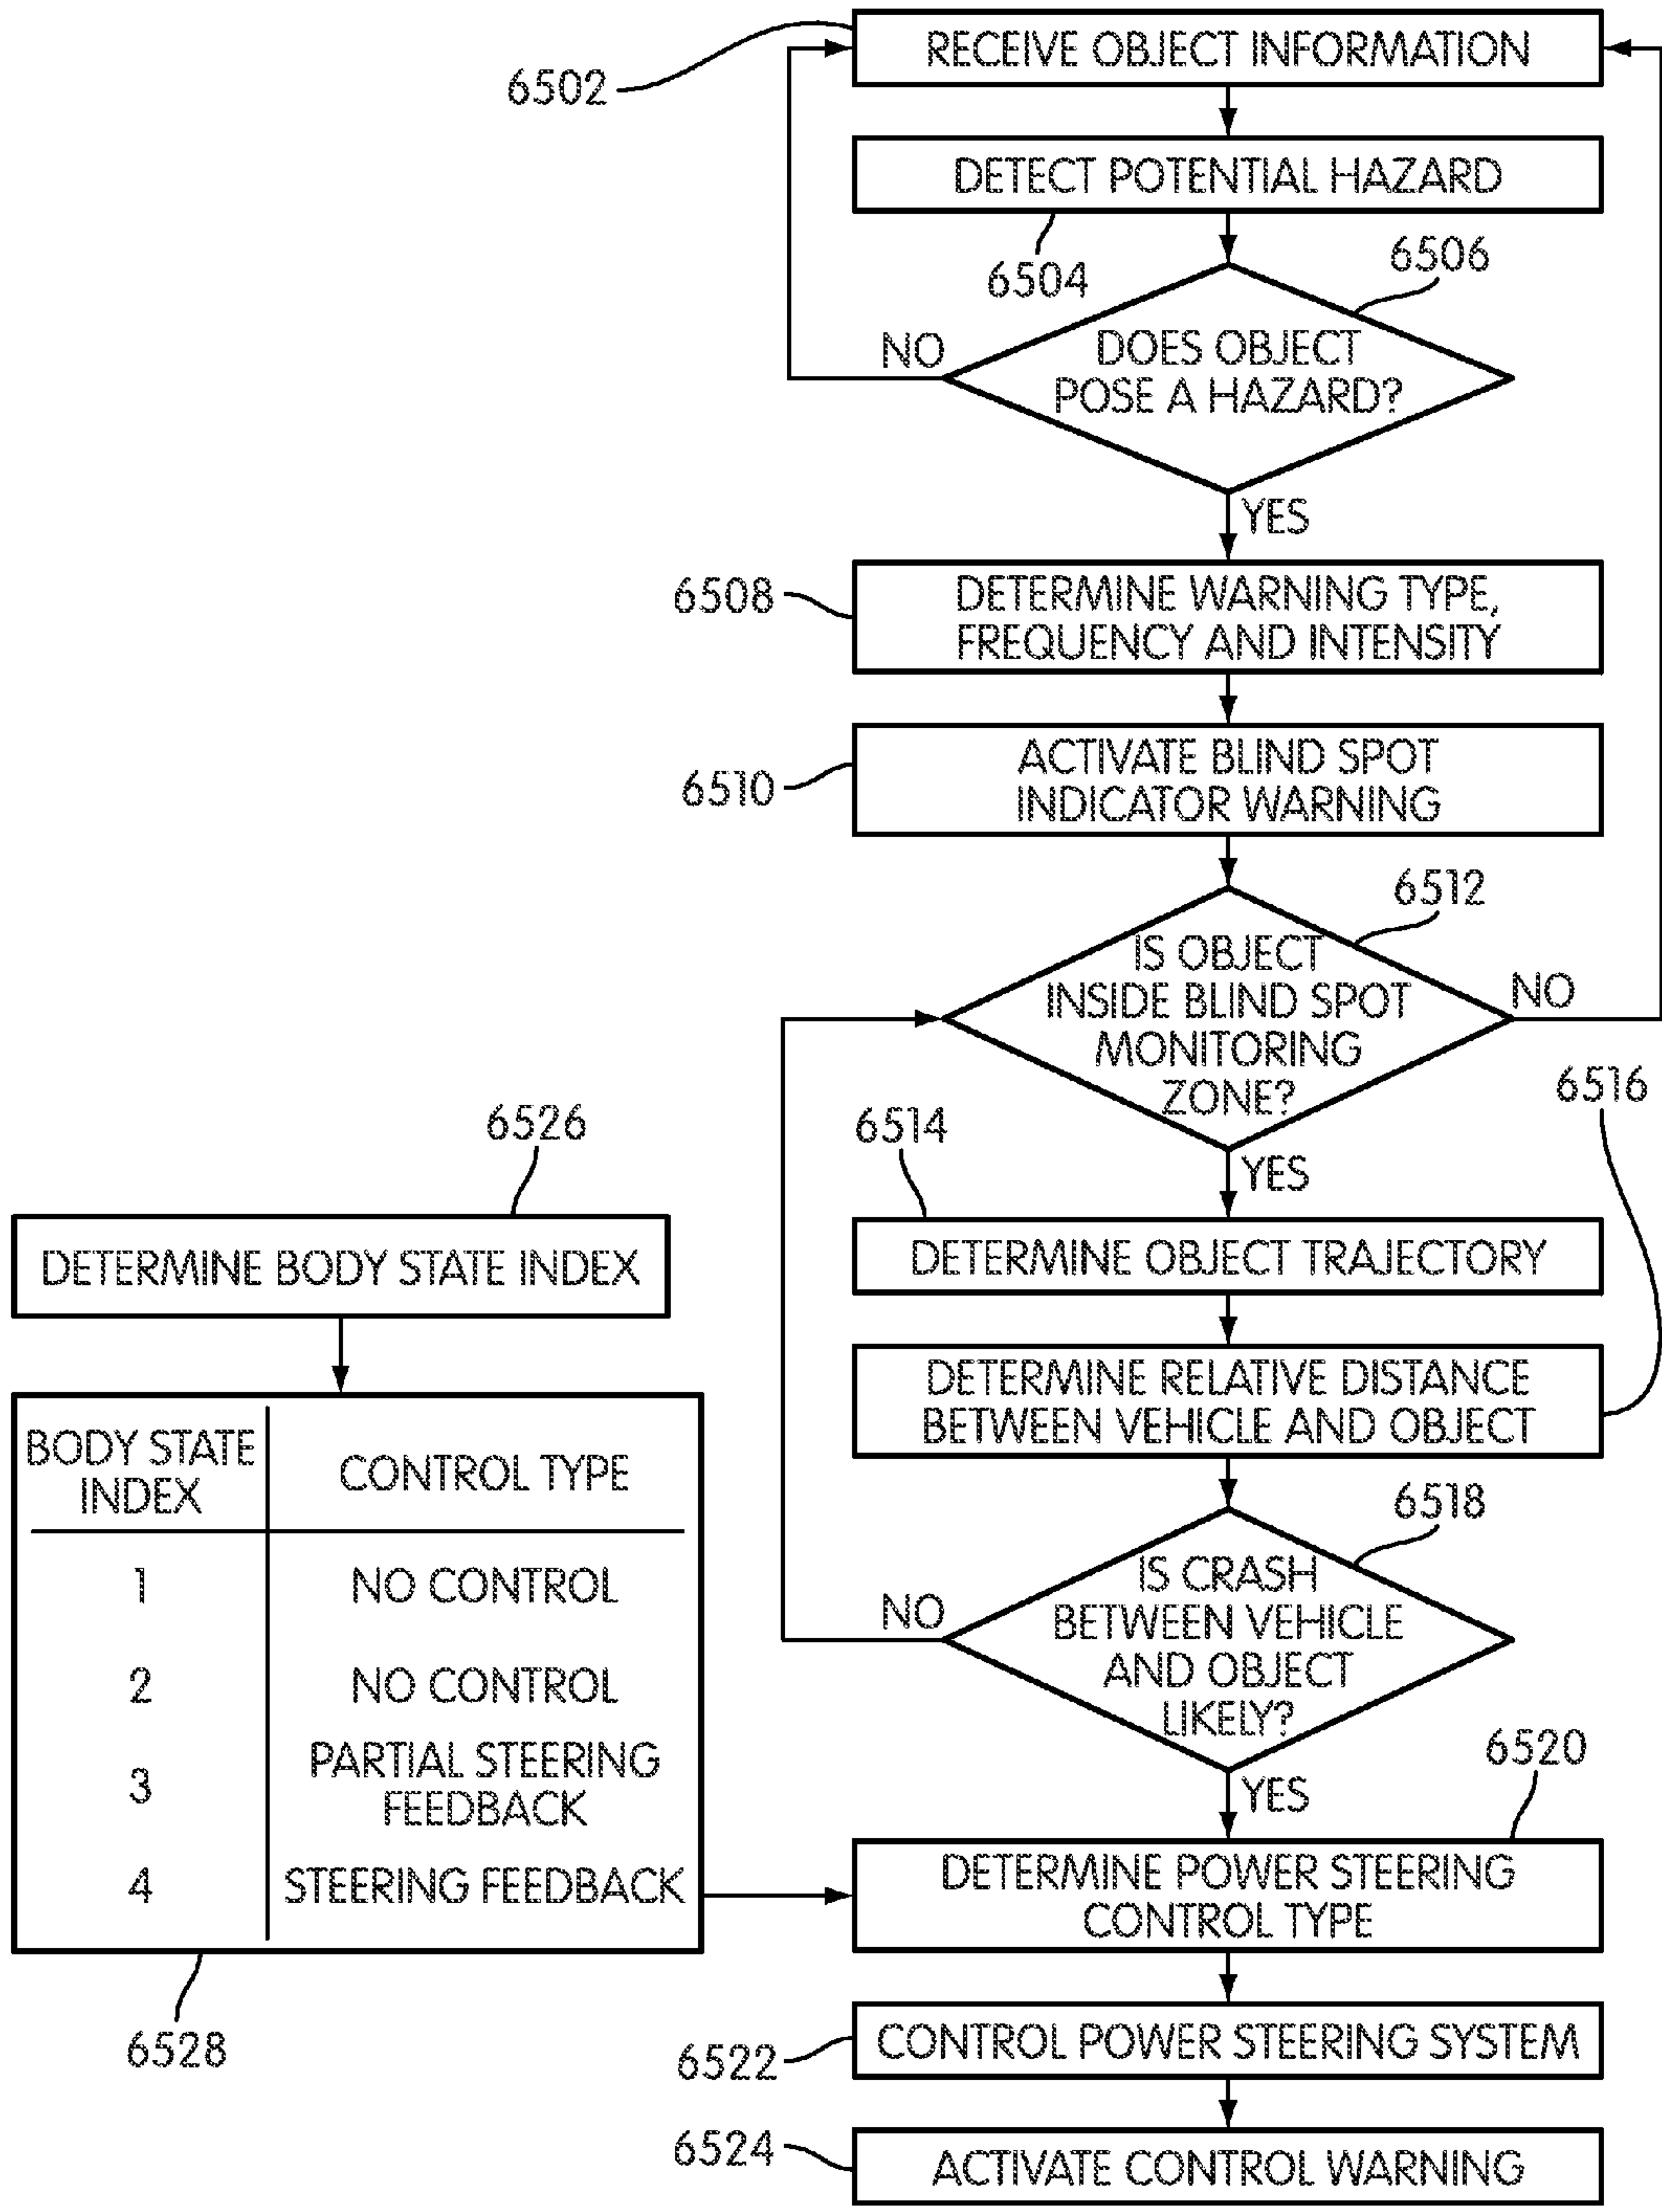 RECEIVE OBJECT INFORMATION
6502
DETECT POTENTIAL HAZARD
6504
6506
DOES OBJECT
POSE A HAZARD?
NO
YES
6508
DETERMINE WARNING TYPE,
FREQUENCY AND INTENSITY
6510
ACTIVATE BLIND SPOT
INDICATOR WARNING
6512
IS OBJECT
INSIDE BLIND SPOT
MONITORING
ZONE?
NO
YES
6514
DETERMINE OBJECT TRAJECTORY
6516
DETERMINE RELATIVE DISTANCE
BETWEEN VEHICLE AND OBJECT
6518
IS CRASH
BETWEEN VEHICLE
AND OBJECT
LIKELY?
NO
YES
6526
DETERMINE BODY STATE INDEX
BODY STATE
INDEX
CONTROL TYPE
1
NO CONTROL
2
NO CONTROL
3
PARTIAL STEERING
FEEDBACK
4
STEERING FEEDBACK
6528
6520
DETERMINE POWER STEERING
CONTROL TYPE
6522
CONTROL POWER STEERING SYSTEM
6524
ACTIVATE CONTROL WARNING